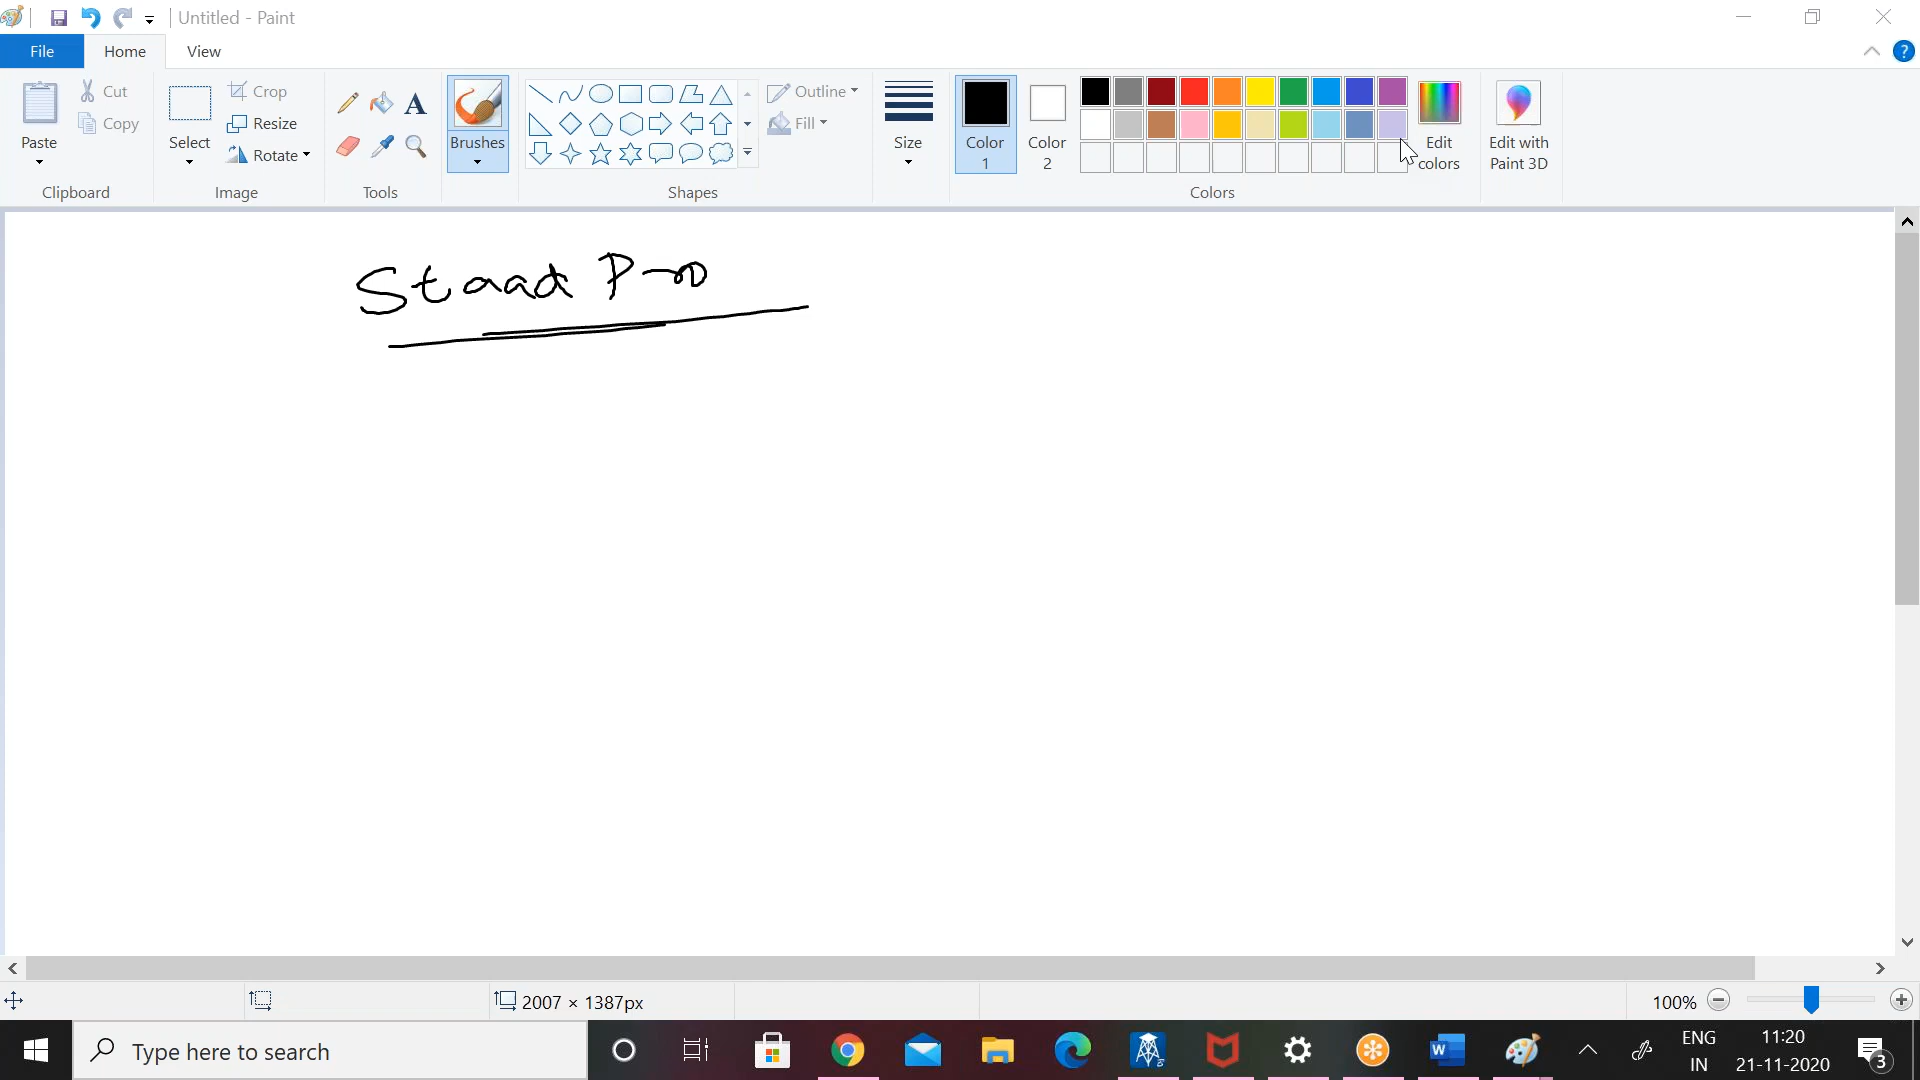 Untitled - Paint
File Home View
Paste Cut Copy Select Crop Resize Rotate Brushes Outline Fill Size Color 1 Color 2 Edit colors Edit with Paint 3D
Clipboard Image Tools Shapes Colors
Staad Pro
2007 × 1387px 100%
Type here to search ENG IN 11:20 21-11-2020 3